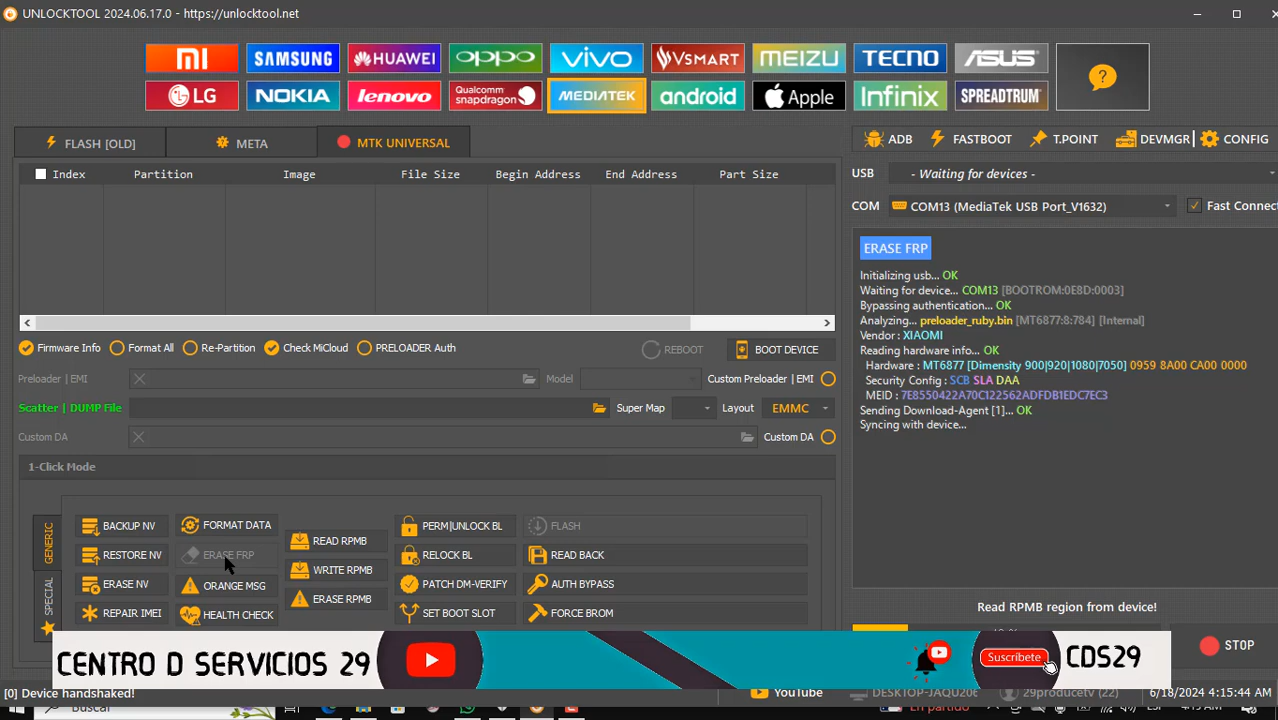 UNLOCKTOOL 2024.06.17.0 - https://unlocktool.net
mi SAMSUNG HUAWEI oppo vivo VSMART MEIZU TECNO ASUS ?
LG NOKIA lenovo Qualcomm snapdragon MEDIATEK android Apple Infinix SPREADTRUM
FLASH [OLD] META MTK UNIVERSAL
ADB FASTBOOT T.POINT DEVMGR CONFIG
Index Partition Image File Size Begin Address End Address Part Size
USB - Waiting for devices -
COM COM13 (MediaTek USB Port_V1632) Fast Connect
ERASE FRP
Initializing usb... OK
Waiting for device... COM13 [BOOTROM:0E8D:0003]
Bypassing authentication... OK
Analyzing... preloader_ruby.bin [MT6877:8:784] [Internal]
Vendor : XIAOMI
Reading hardware info... OK
Hardware : MT6877 [Dimensity 900|920|1080|7050] 0959 8A00 CA00 0000
Security Config : SCB SLA DAA
MEID : 7E8550422A70C122562ADFDB1EDC7EC3
Sending Download-Agent [1]... OK
Syncing with device...
Firmware Info Format All Re-Partition Check MiCloud PRELOADER Auth REBOOT BOOT DEVICE
Preloader | EMI Model Custom Preloader | EMI
Scatter | DUMP File Super Map Layout EMMC
Custom DA Custom DA
1-Click Mode
GENERIC
SPECIAL
BACKUP NV FORMAT DATA READ RPMB PERM|UNLOCK BL FLASH
RESTORE NV ERASE FRP WRITE RPMB RELOCK BL READ BACK
ERASE NV ORANGE MSG ERASE RPMB PATCH DM-VERIFY AUTH BYPASS
REPAIR IMEI HEALTH CHECK SET BOOT SLOT FORCE BROM
Read RPMB region from device!
STOP
CENTRO D SERVICIOS 29 Suscribete CDS29
[0] Device handshaked! YouTube DESKTOP-JAQU206 29producetv (22) 6/18/2024 4:15:44 AM
Buscar En partido